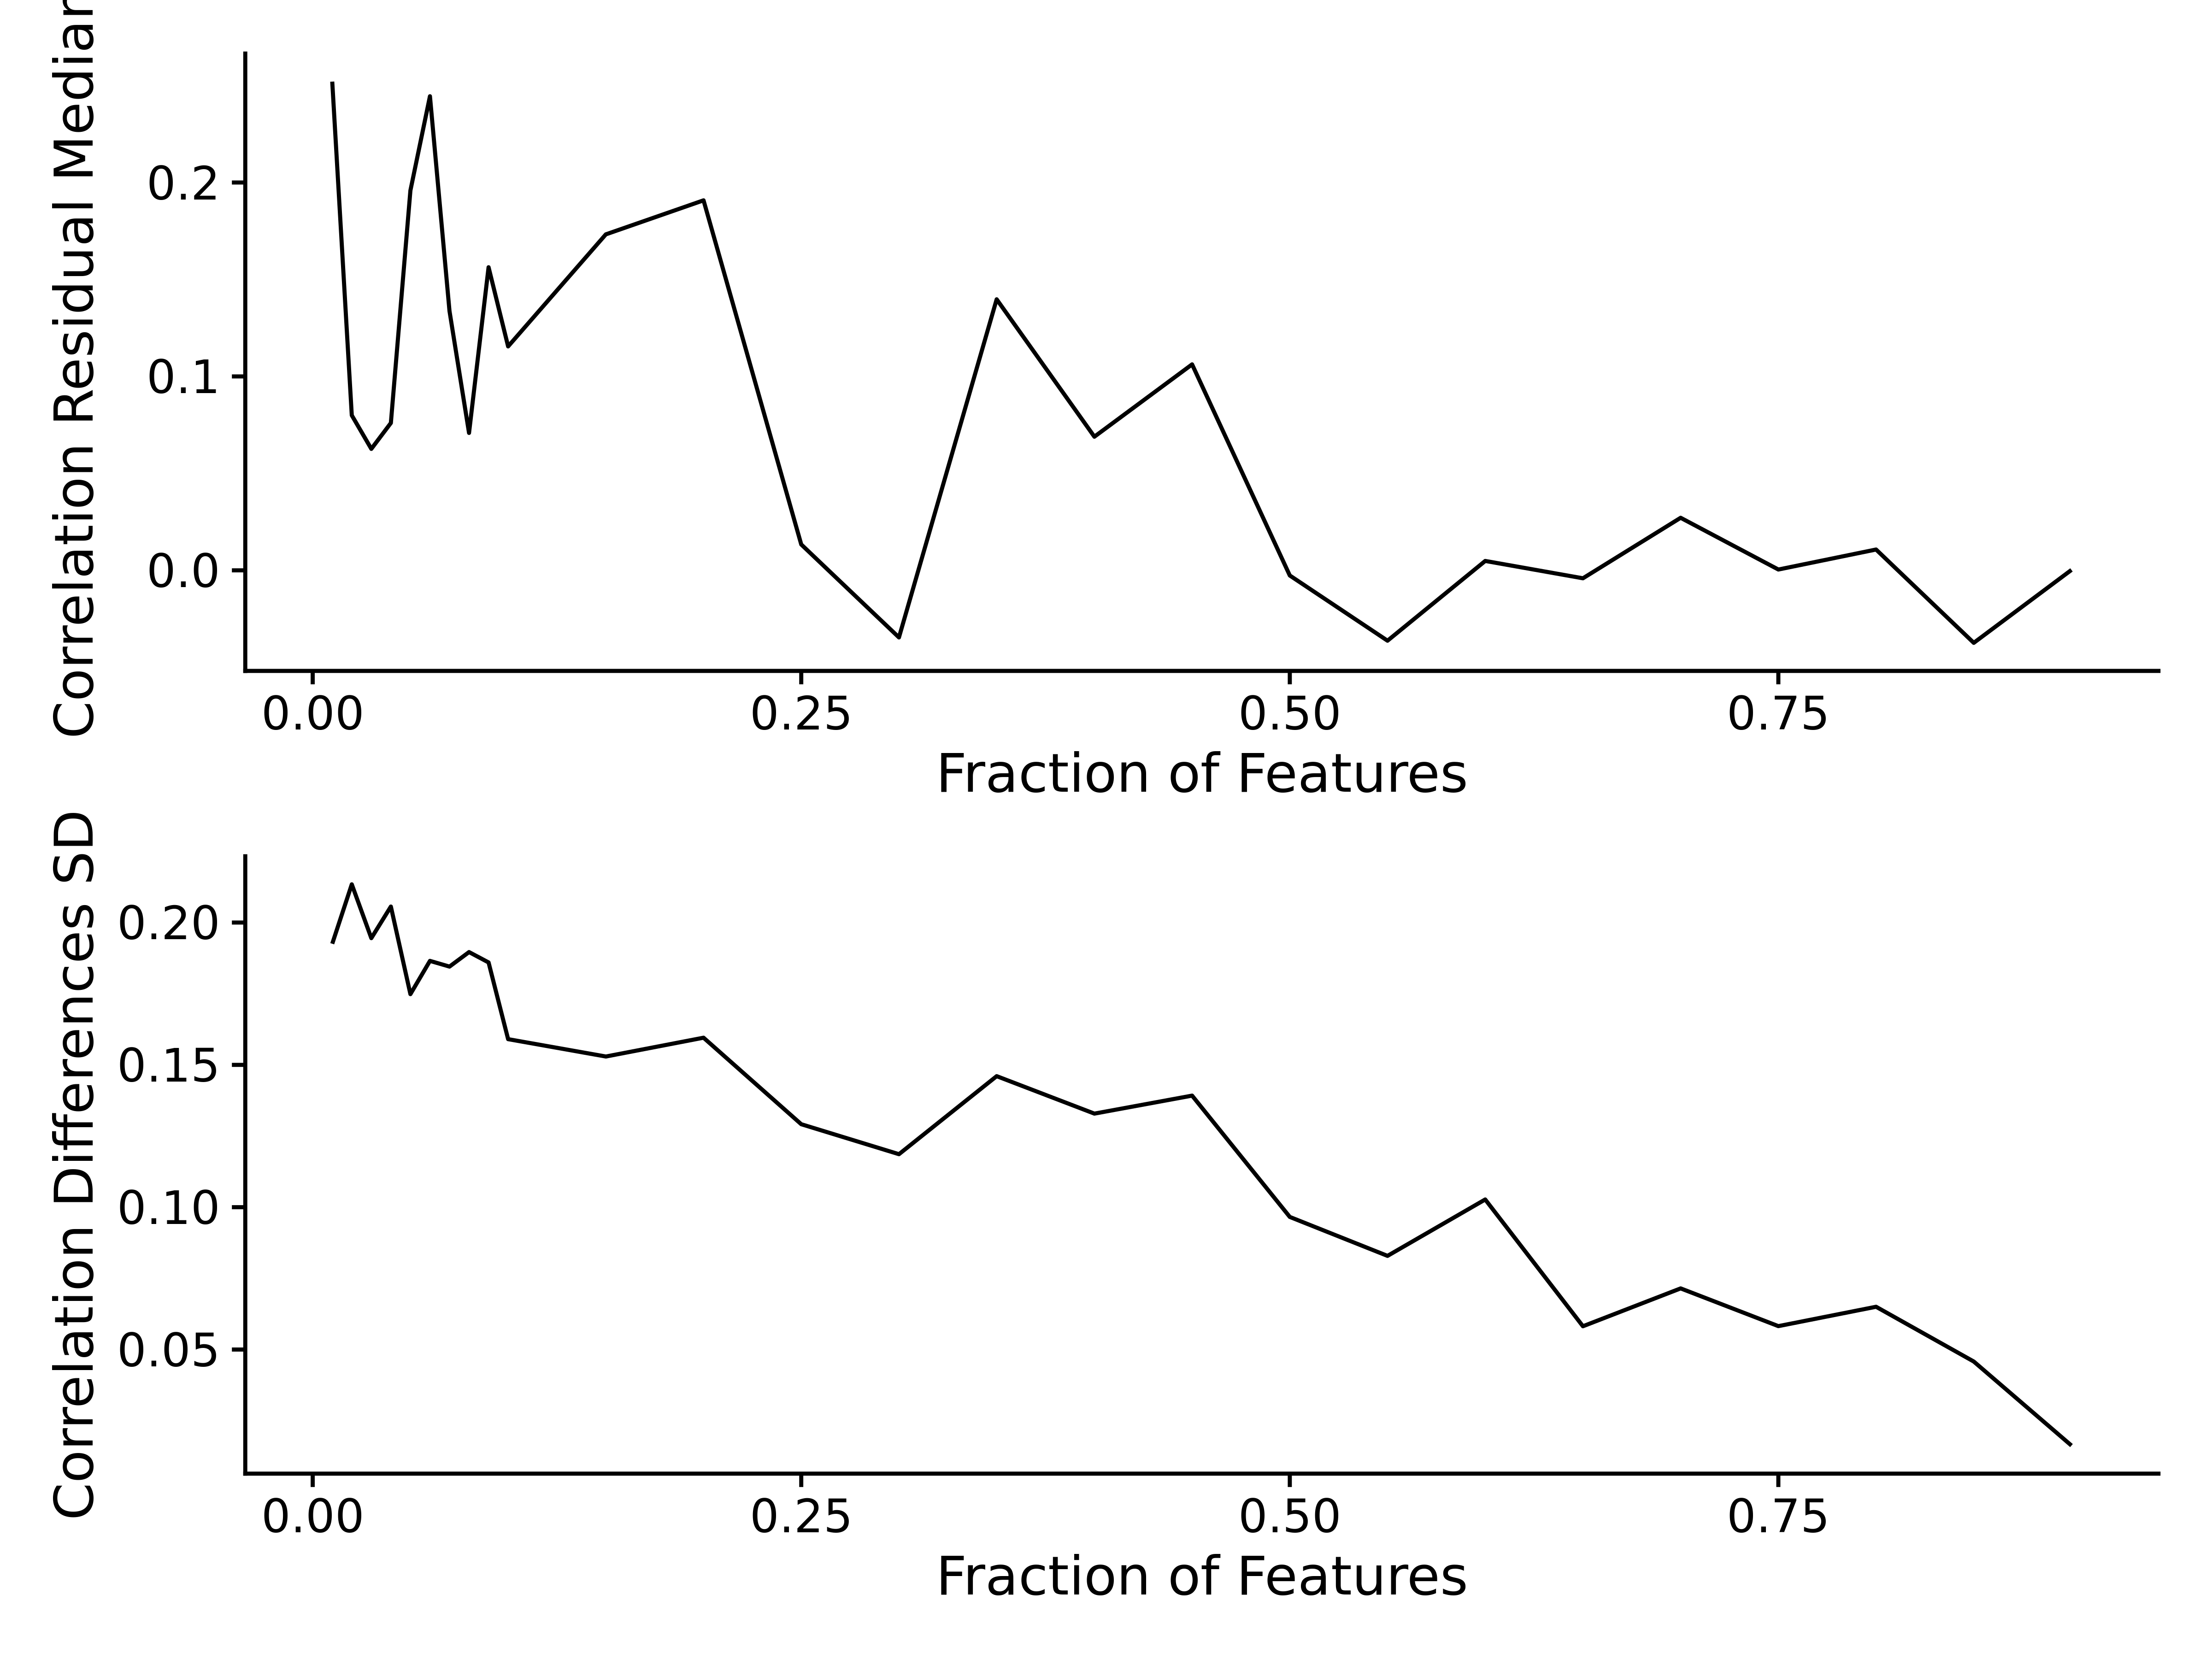 Correlation Residual Median
0.2
0.1
0.0
0.00 0.25 0.50 0.75
Fraction of Features
Correlation Differences SD
0.20
0.15
0.10
0.05
0.00 0.25 0.50 0.75
Fraction of Features